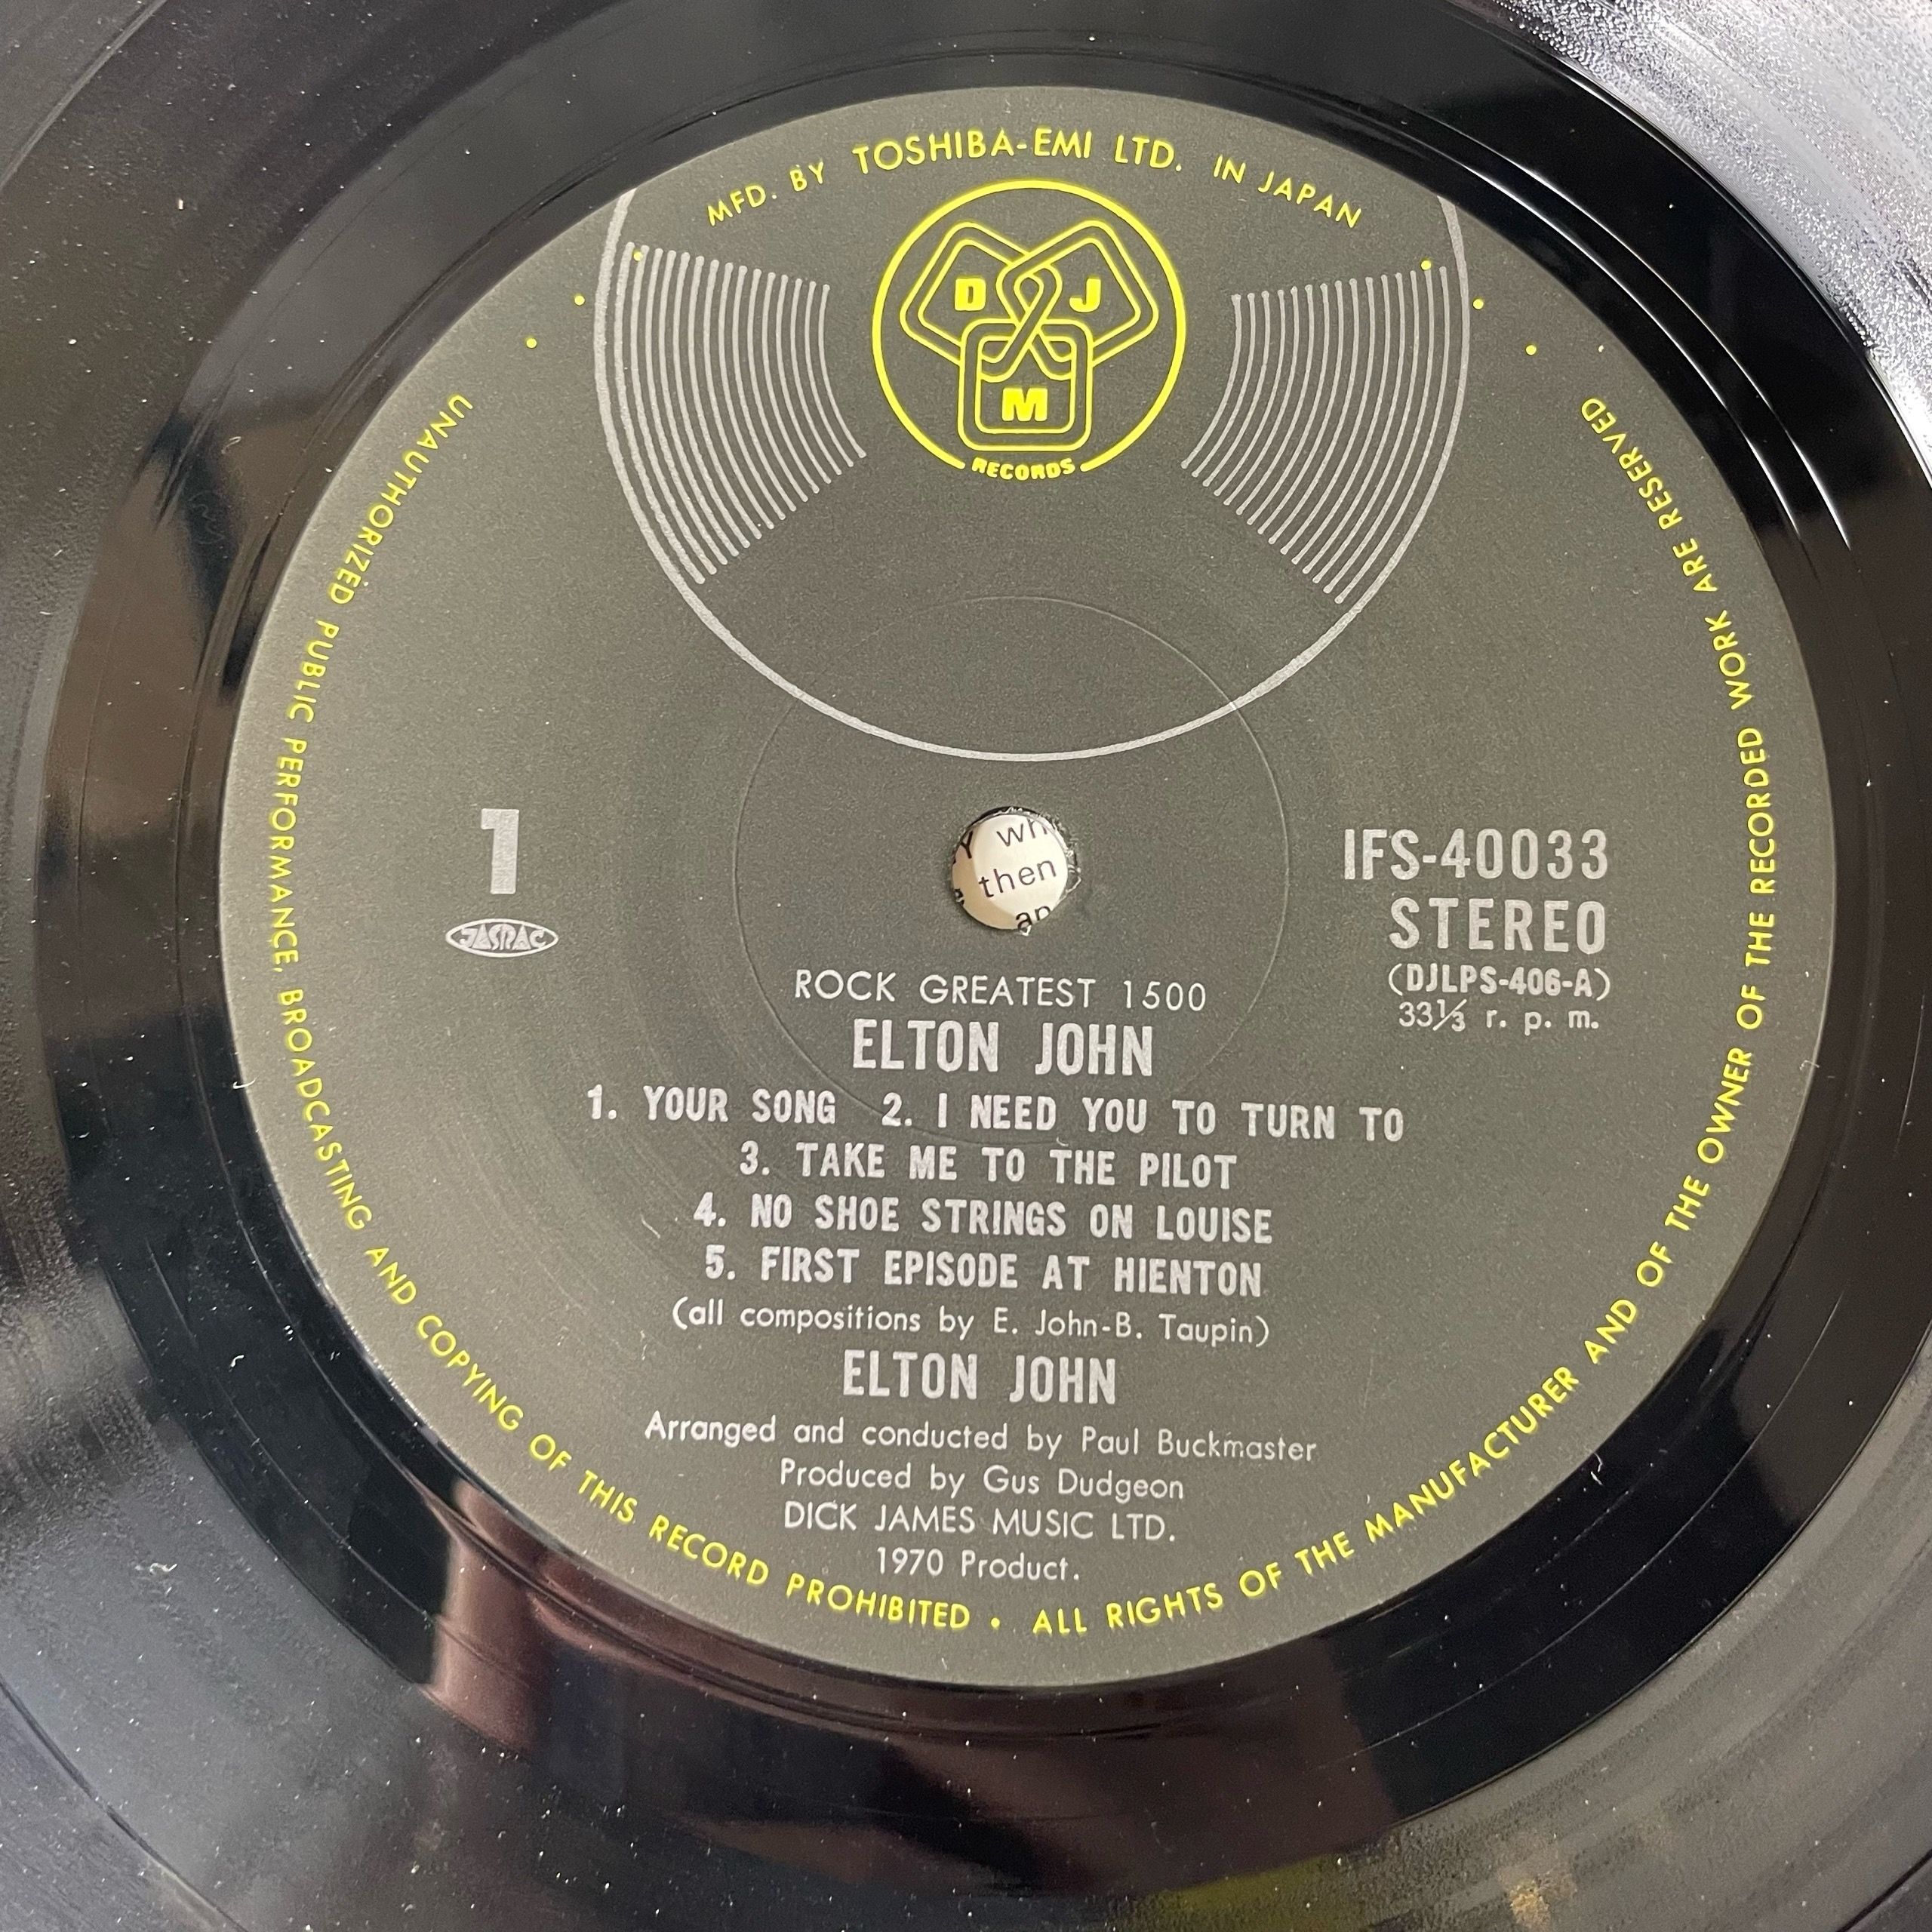 MFD. BY TOSHIBA-EMI LTD. IN JAPAN
D J
M
RECORDS
1
JASRAC
IFS-40033
STEREO
(DJLPS-406-A)
33⅓ r. p. m.
Y wh
then
an
ROCK GREATEST 1500
ELTON JOHN
1. YOUR SONG 2. I NEED YOU TO TURN TO
3. TAKE ME TO THE PILOT
4. NO SHOE STRINGS ON LOUISE
5. FIRST EPISODE AT HIENTON
(all compositions by E. John-B. Taupin)
ELTON JOHN
Arranged and conducted by Paul Buckmaster
Produced by Gus Dudgeon
DICK JAMES MUSIC LTD.
1970 Product.
UNAUTHORIZED PUBLIC PERFORMANCE, BROADCASTING AND COPYING OF THIS RECORD PROHIBITED • ALL RIGHTS OF THE MANUFACTURER AND OF THE OWNER OF THE RECORDED WORK ARE RESERVED